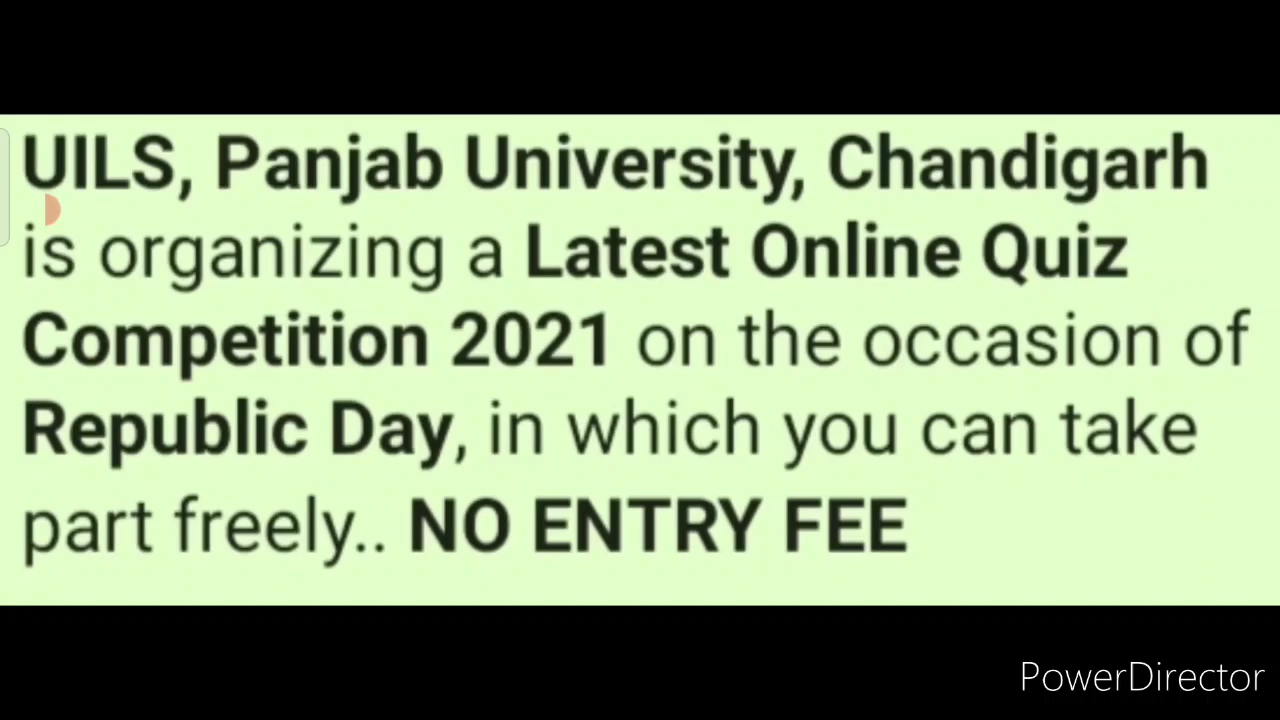 UILS, Panjab University, Chandigarh
is organizing a Latest Online Quiz
Competition 2021 on the occasion of
Republic Day, in which you can take
part freely.. NO ENTRY FEE
PowerDirector